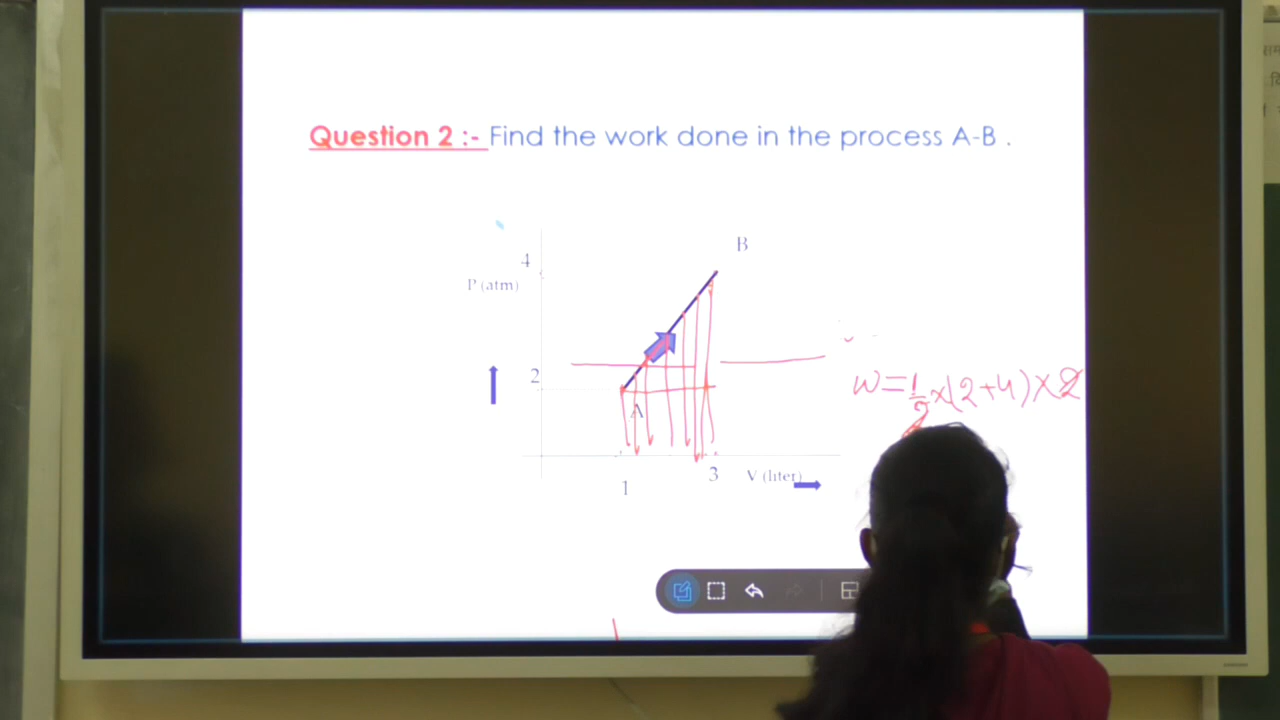 Question 2 :- Find the work done in the process A-B .
B
4
P (atm)
2
A
W=1/2×(2+4)×2
1
3
V (liter)